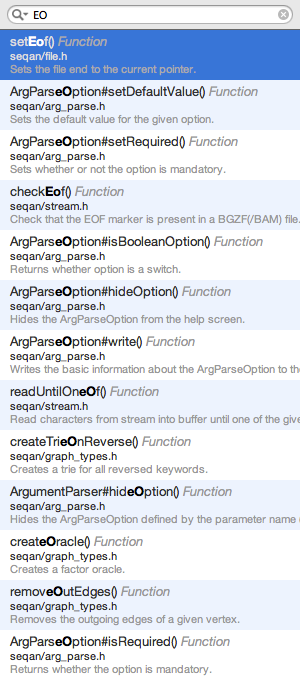 EO
setEof() Function
seqan/file.h
Sets the file end to the current pointer.
ArgParseOption#setDefaultValue() Function
seqan/arg_parse.h
Sets the default value for the given option.
ArgParseOption#setRequired() Function
seqan/arg_parse.h
Sets whether or not the option is mandatory.
checkEof() Function
seqan/stream.h
Check that the EOF marker is present in a BGZF(/BAM) file.
ArgParseOption#isBooleanOption() Function
seqan/arg_parse.h
Returns whether option is a switch.
ArgParseOption#hideOption() Function
seqan/arg_parse.h
Hides the ArgParseOption from the help screen.
ArgParseOption#write() Function
seqan/arg_parse.h
Writes the basic information about the ArgParseOption to the
readUntilOneOf() Function
seqan/stream.h
Read characters from stream into buffer until one of the give
createTrieOnReverse() Function
seqan/graph_types.h
Creates a trie for all reversed keywords.
ArgumentParser#hideOption() Function
seqan/arg_parse.h
Hides the ArgParseOption defined by the parameter name
createOracle() Function
seqan/graph_types.h
Creates a factor oracle.
removeOutEdges() Function
seqan/graph_types.h
Removes the outgoing edges of a given vertex.
ArgParseOption#isRequired() Function
seqan/arg_parse.h
Returns whether the option is mandatory.